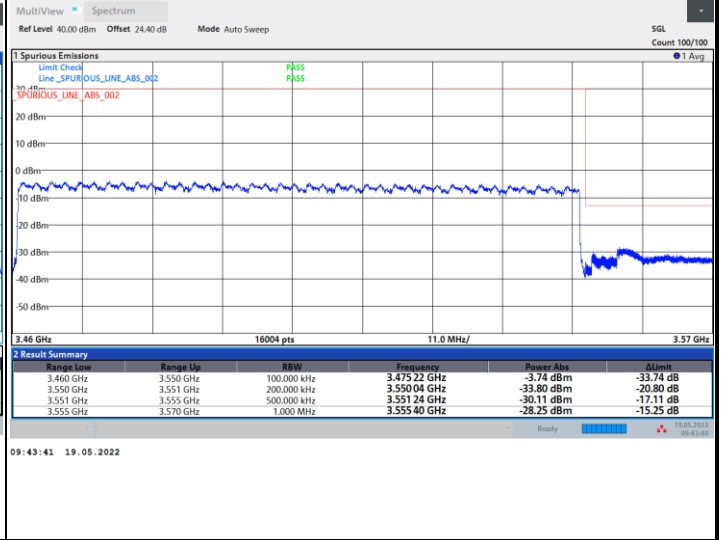 MultiView Spectrum
Ref Level 40.00 dBm Offset 24.40 dB Mode Auto Sweep SGL
Count 100/100
1 Spurious Emissions 1 Avg
Limit Check PASS
Line _SPURIOUS_LINE_ABS_002 PASS
30 dBm
_SPURIOUS_LINE_ABS_002
20 dBm
10 dBm
0 dBm
-10 dBm
-20 dBm
-30 dBm
-40 dBm
-50 dBm
3.46 GHz 16004 pts 11.0 MHz/ 3.57 GHz
2 Result Summary
Range Low Range Up RBW Frequency Power Abs ΔLimit
3.460 GHz 3.550 GHz 100.000 kHz 3.475 22 GHz -3.74 dBm -33.74 dB
3.550 GHz 3.551 GHz 200.000 kHz 3.550 04 GHz -33.80 dBm -20.80 dB
3.551 GHz 3.555 GHz 500.000 kHz 3.551 24 GHz -30.11 dBm -17.11 dB
3.555 GHz 3.570 GHz 1.000 MHz 3.555 40 GHz -28.25 dBm -15.25 dB
Ready 19.05.2022
09:43:40
09:43:41 19.05.2022